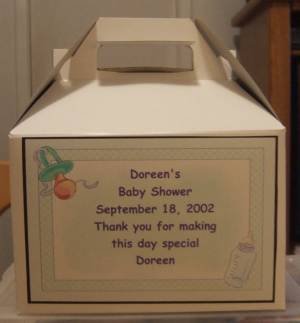 Doreen's
Baby Shower
September 18, 2002
Thank you for making
this day special
Doreen